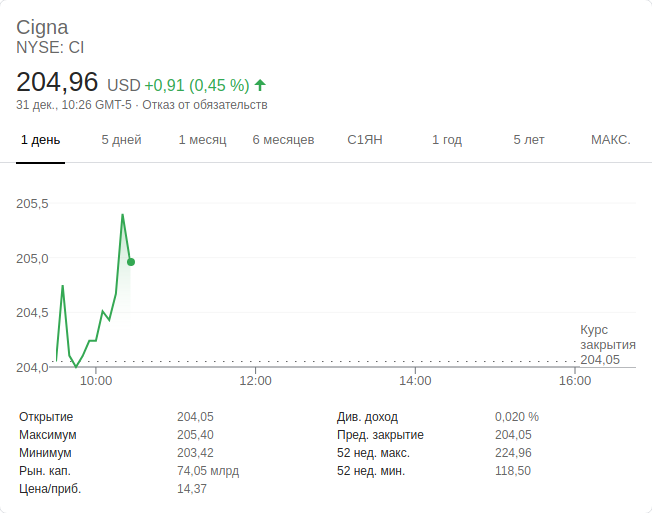 Cigna
NYSE: CI
204,96 USD +0,91 (0,45 %)
31 дек., 10:26 GMT-5 · Отказ от обязательств
1 день 5 дней 1 месяц 6 месяцев С1ЯН 1 год 5 лет МАКС.
205,5
205,0
204,5
204,0
Курс
закрытия
204,05
10:00 12:00 14:00 16:00
Открытие 204,05 Див. доход 0,020 %
Максимум 205,40 Пред. закрытие 204,05
Минимум 203,42 52 нед. макс. 224,96
Рын. кап. 74,05 млрд 52 нед. мин. 118,50
Цена/приб. 14,37